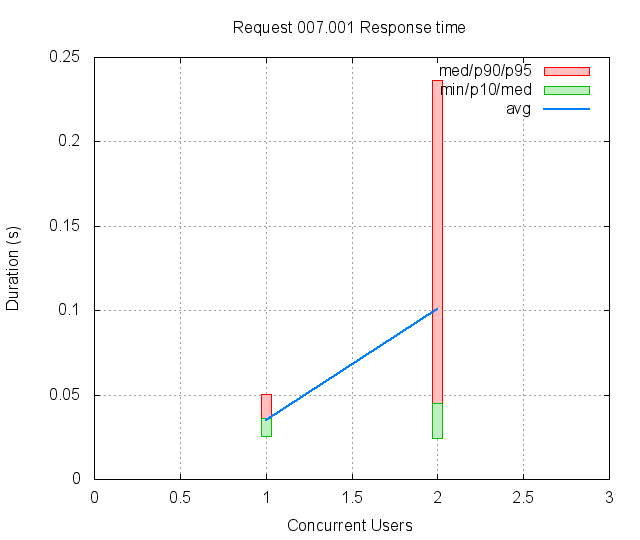 Request 007.001 Response time
0.25
0.2
0.15
0.1
0.05
0
Duration (s)
med/p90/p95
min/p10/med
avg
0 0.5 1 1.5 2 2.5 3
Concurrent Users